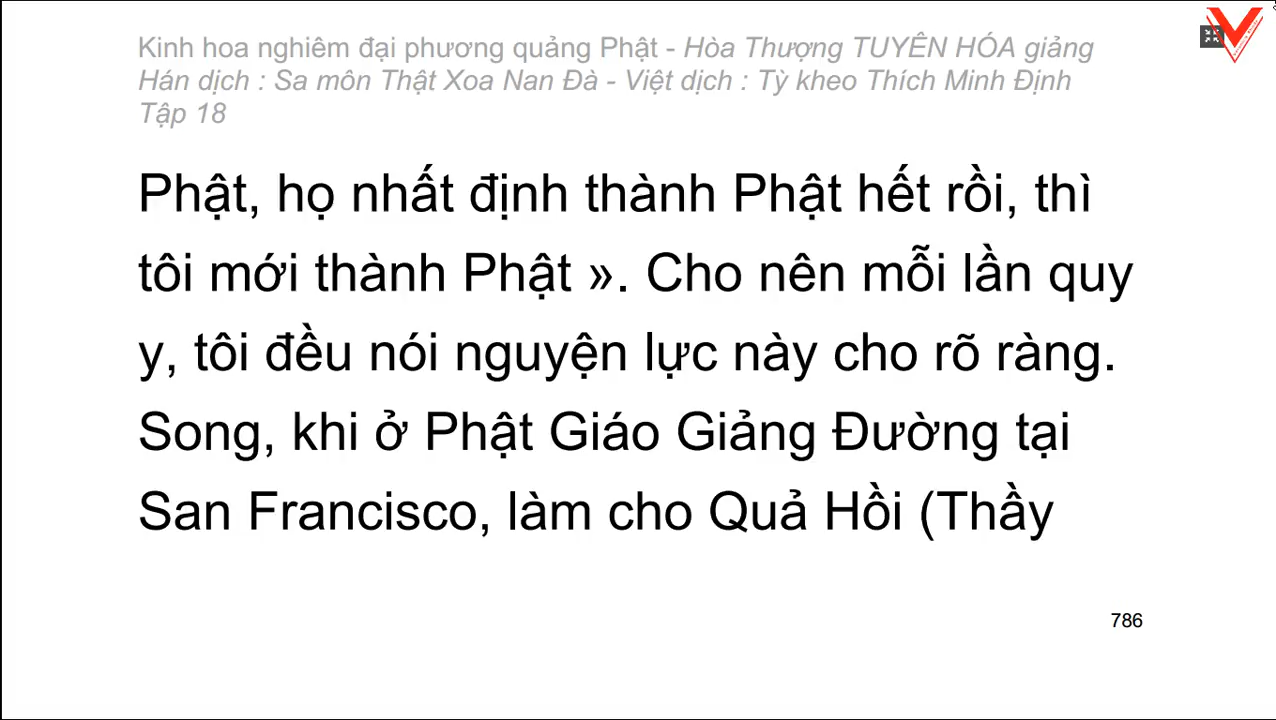 Kinh hoa nghiêm đại phương quảng Phật - Hòa Thượng TUYÊN HÓA giảng
Hán dịch : Sa môn Thật Xoa Nan Đà - Việt dịch : Tỳ kheo Thích Minh Định
Tập 18
Phật, họ nhất định thành Phật hết rồi, thì
tôi mới thành Phật ». Cho nên mỗi lần quy
y, tôi đều nói nguyện lực này cho rõ ràng.
Song, khi ở Phật Giáo Giảng Đường tại
San Francisco, làm cho Quả Hồi (Thầy
786